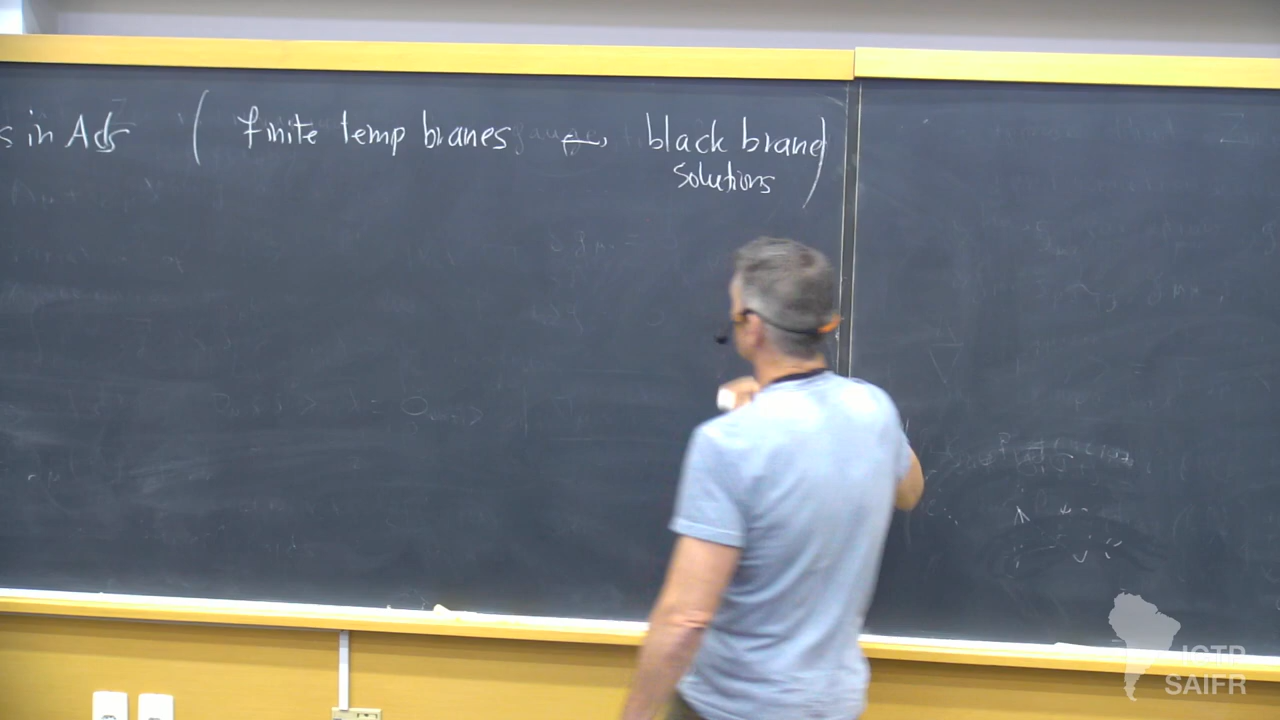 s in AdS ( finite temp branes ↔ black brane
solutions )
ICTP
SAIFR